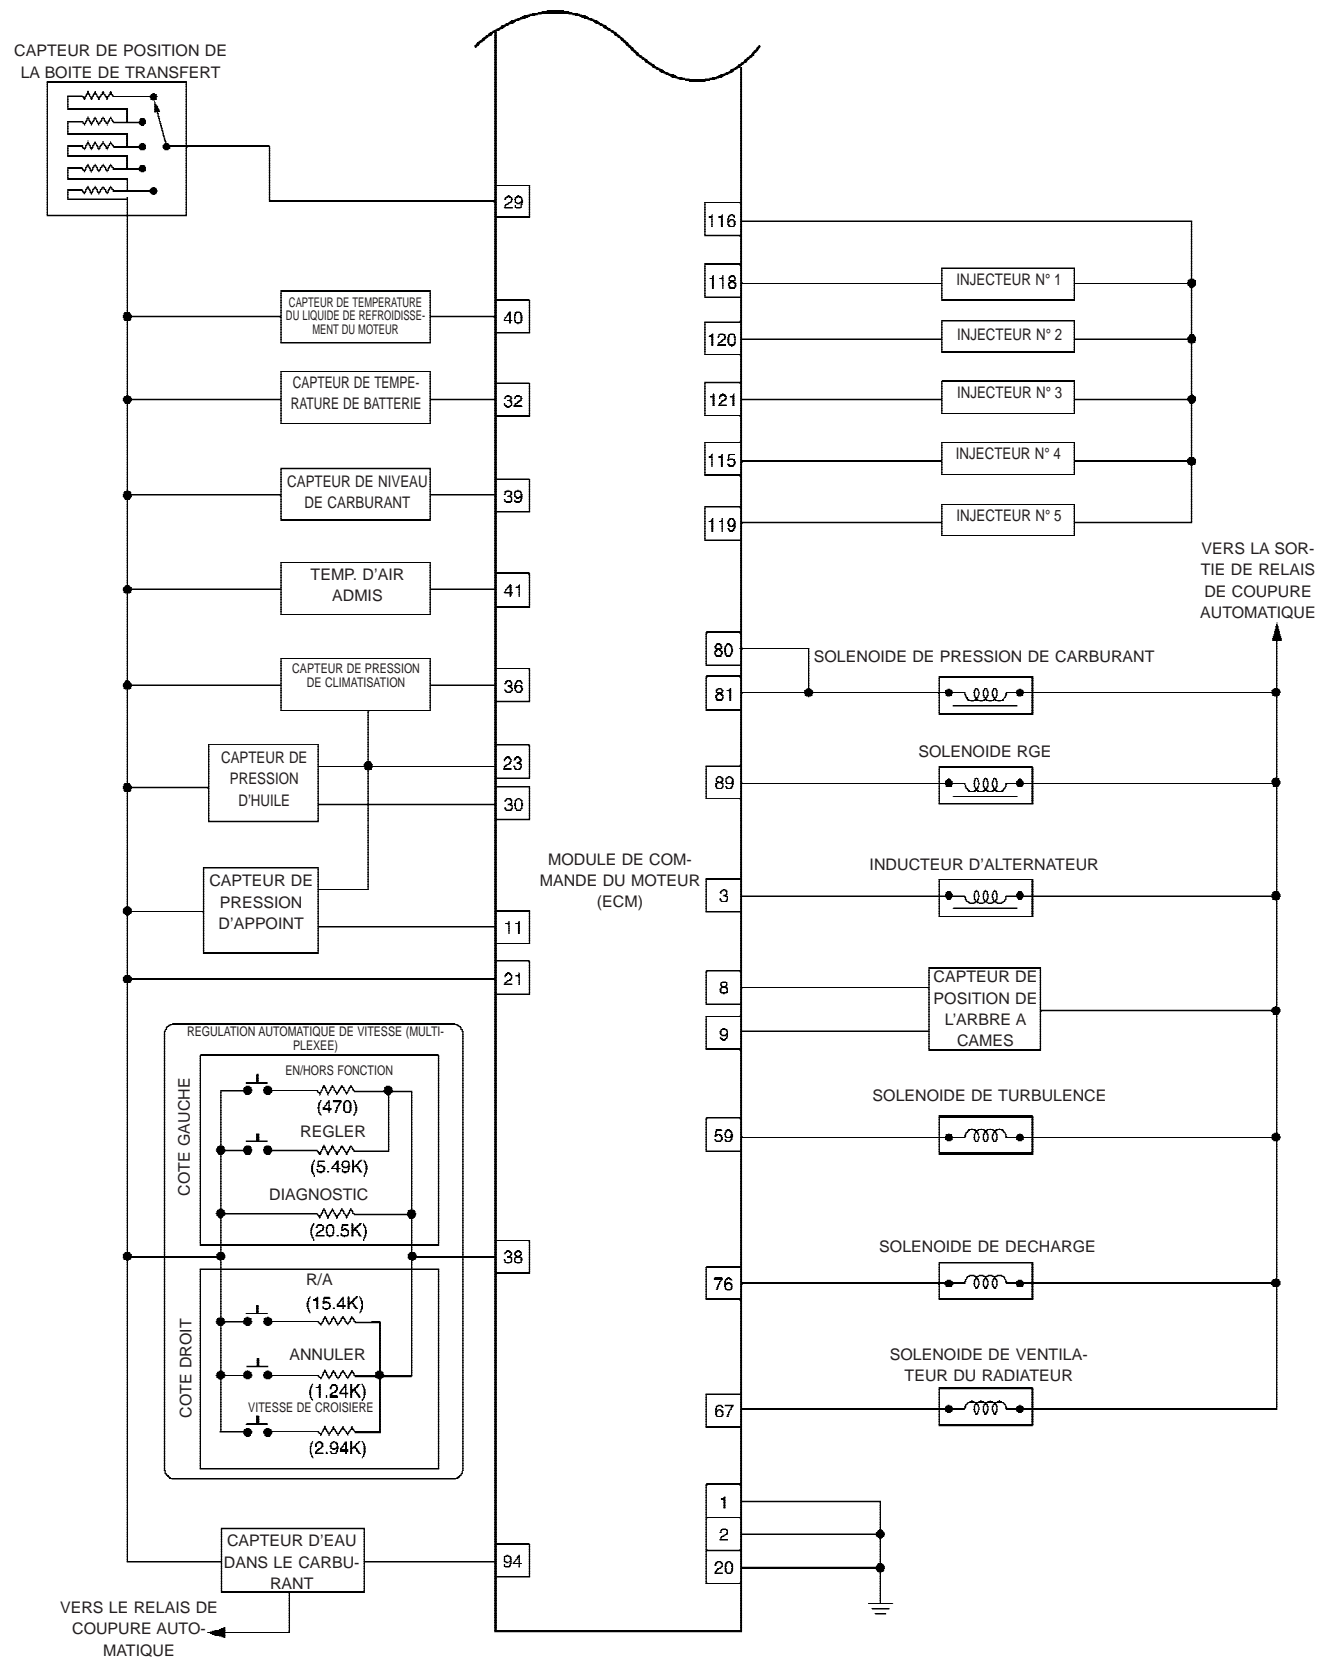 CAPTEUR DE POSITION DE
LA BOITE DE TRANSFERT
29
CAPTEUR DE TEMPERATURE
DU LIQUIDE DE REFROIDISSE-
MENT DU MOTEUR
40
CAPTEUR DE TEMPE-
RATURE DE BATTERIE
32
CAPTEUR DE NIVEAU
DE CARBURANT
39
TEMP. D'AIR
ADMIS
41
CAPTEUR DE PRESSION
DE CLIMATISATION
36
CAPTEUR DE
PRESSION
D'HUILE
23
30
CAPTEUR DE
PRESSION
D'APPOINT
11
21
REGULATION AUTOMATIQUE DE VITESSE (MULTI-
PLEXEE)
COTE GAUCHE
EN/HORS FONCTION
(470)
REGLER
(5.49K)
DIAGNOSTIC
(20.5K)
38
COTE DROIT
R/A
(15.4K)
ANNULER
(1.24K)
VITESSE DE CROISIERE
(2.94K)
CAPTEUR D'EAU
DANS LE CARBU-
RANT
94
VERS LE RELAIS DE
COUPURE AUTO-
MATIQUE
MODULE DE COM-
MANDE DU MOTEUR
(ECM)
116
118
INJECTEUR N° 1
120
INJECTEUR N° 2
121
INJECTEUR N° 3
115
INJECTEUR N° 4
119
INJECTEUR N° 5
VERS LA SOR-
TIE DE RELAIS
DE COUPURE
AUTOMATIQUE
80
81
SOLENOIDE DE PRESSION DE CARBURANT
SOLENOIDE RGE
89
INDUCTEUR D'ALTERNATEUR
3
8
9
CAPTEUR DE
POSITION DE
L'ARBRE A
CAMES
SOLENOIDE DE TURBULENCE
59
SOLENOIDE DE DECHARGE
76
SOLENOIDE DE VENTILA-
TEUR DU RADIATEUR
67
1
2
20